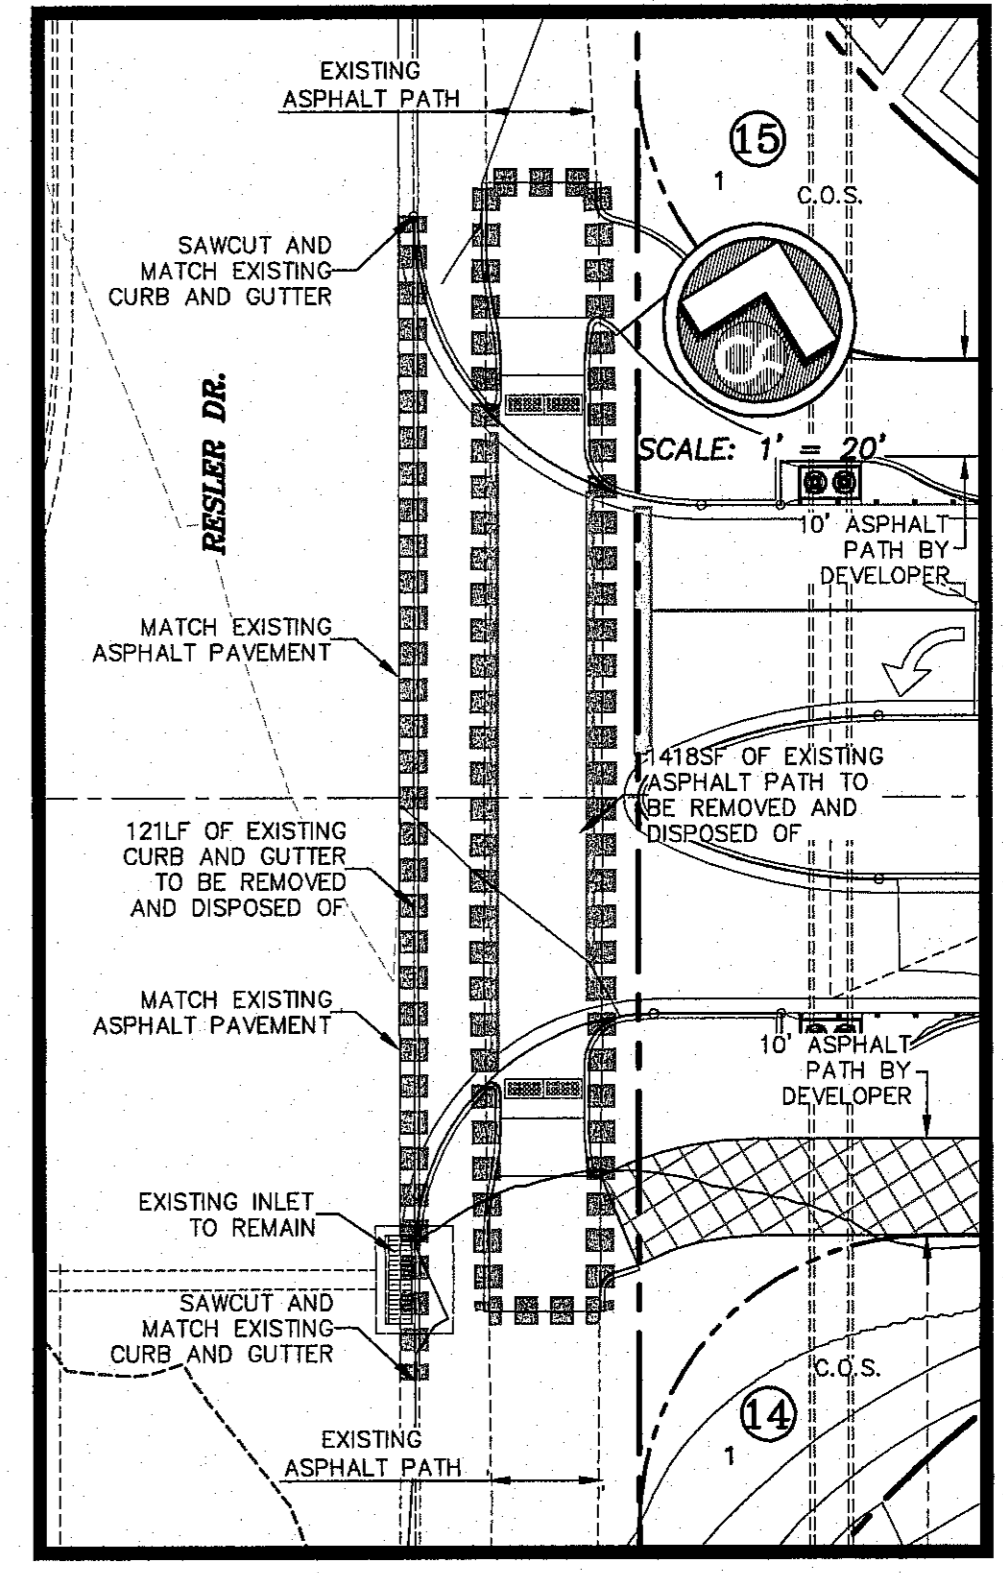 EXISTING
ASPHALT PATH
15
1
C.O.S.
SAWCUT AND
MATCH EXISTING
CURB AND GUTTER
RESLER DR.
SCALE: 1' = 20'
10' ASPHALT
PATH BY
DEVELOPER
MATCH EXISTING
ASPHALT PAVEMENT
1418SF OF EXISTING
ASPHALT PATH TO
BE REMOVED AND
DISPOSED OF
121LF OF EXISTING
CURB AND GUTTER
TO BE REMOVED
AND DISPOSED OF
MATCH EXISTING
ASPHALT PAVEMENT
10' ASPHALT
PATH BY
DEVELOPER
EXISTING INLET
TO REMAIN
SAWCUT AND
MATCH EXISTING
CURB AND GUTTER
C.O.S.
14
1
EXISTING
ASPHALT PATH